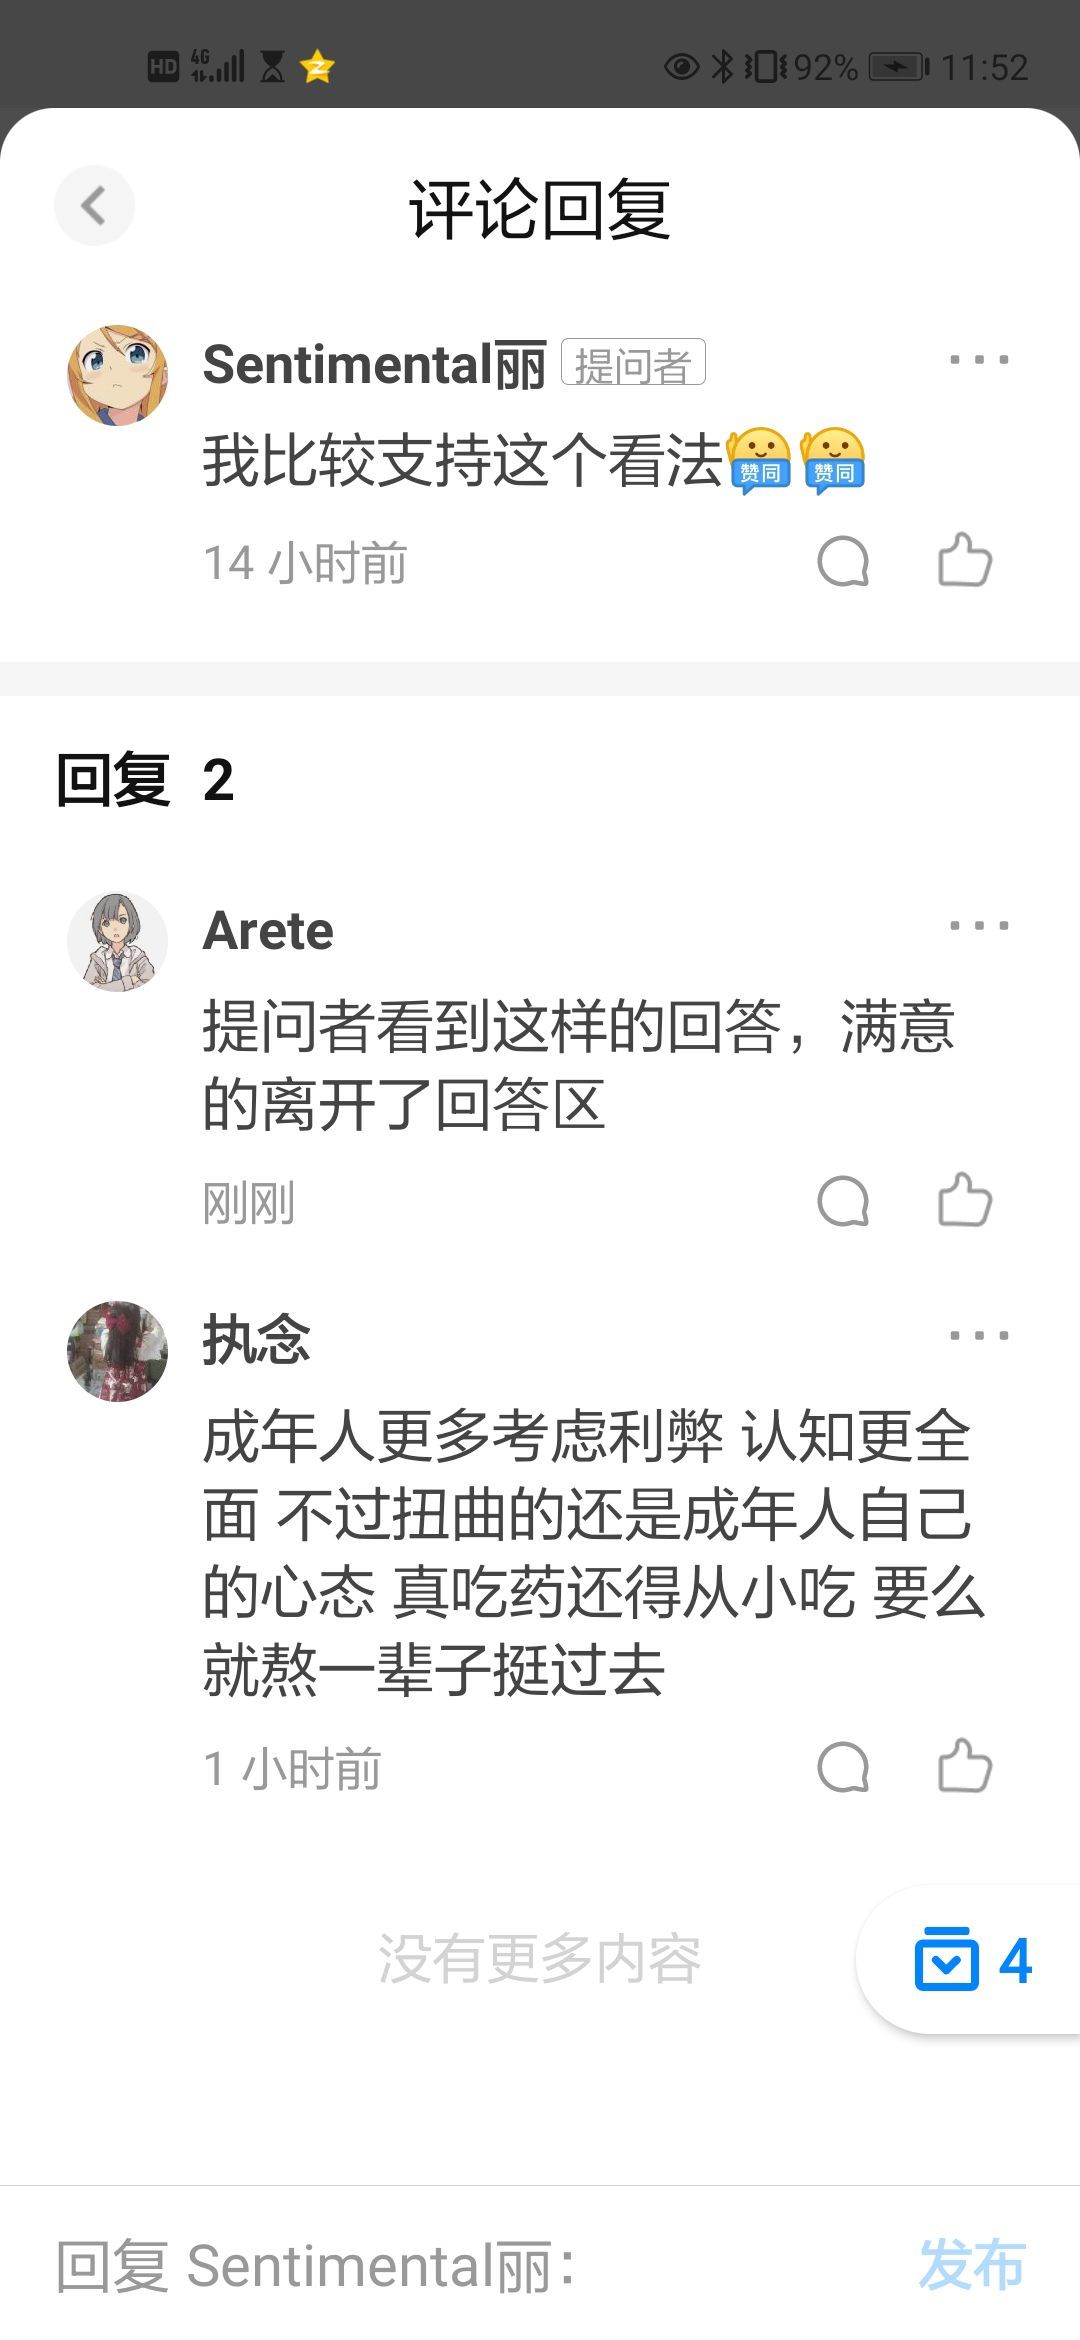 HD 4G 92% 11:52
评论回复
Sentimental丽 提问者
我比较支持这个看法赞同赞同
14 小时前
回复 2
Arete
提问者看到这样的回答，满意
的离开了回答区
刚刚
执念
成年人更多考虑利弊 认知更全
面 不过扭曲的还是成年人自己
的心态 真吃药还得从小吃 要么
就熬一辈子挺过去
1 小时前
没有更多内容
4
回复 Sentimental丽：
发布